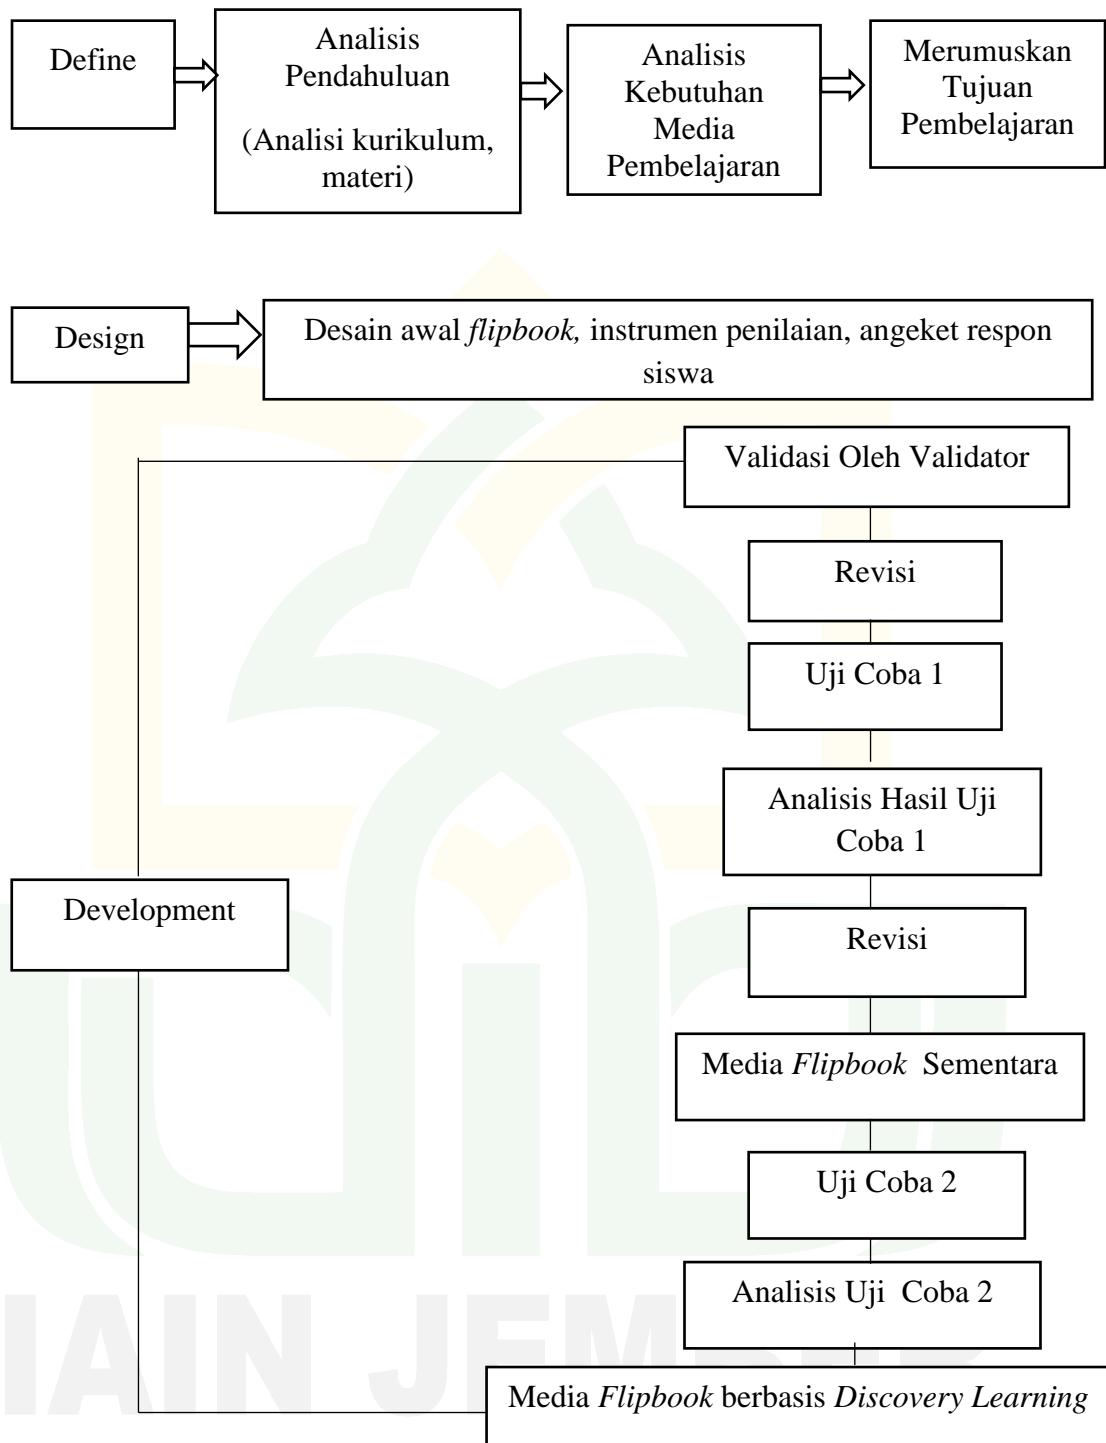 Define
Analisis
Pendahuluan
(Analisi kurikulum,
materi)
Analisis
Kebutuhan
Media
Pembelajaran
Merumuskan
Tujuan
Pembelajaran
Design
Desain awal flipbook, instrumen penilaian, angeket respon
siswa
Validasi Oleh Validator
Revisi
Uji Coba 1
Analisis Hasil Uji
Coba 1
Development
Revisi
Media Flipbook Sementara
Uji Coba 2
Analisis Uji Coba 2
Media Flipbook berbasis Discovery Learning
IAIN JEMBER